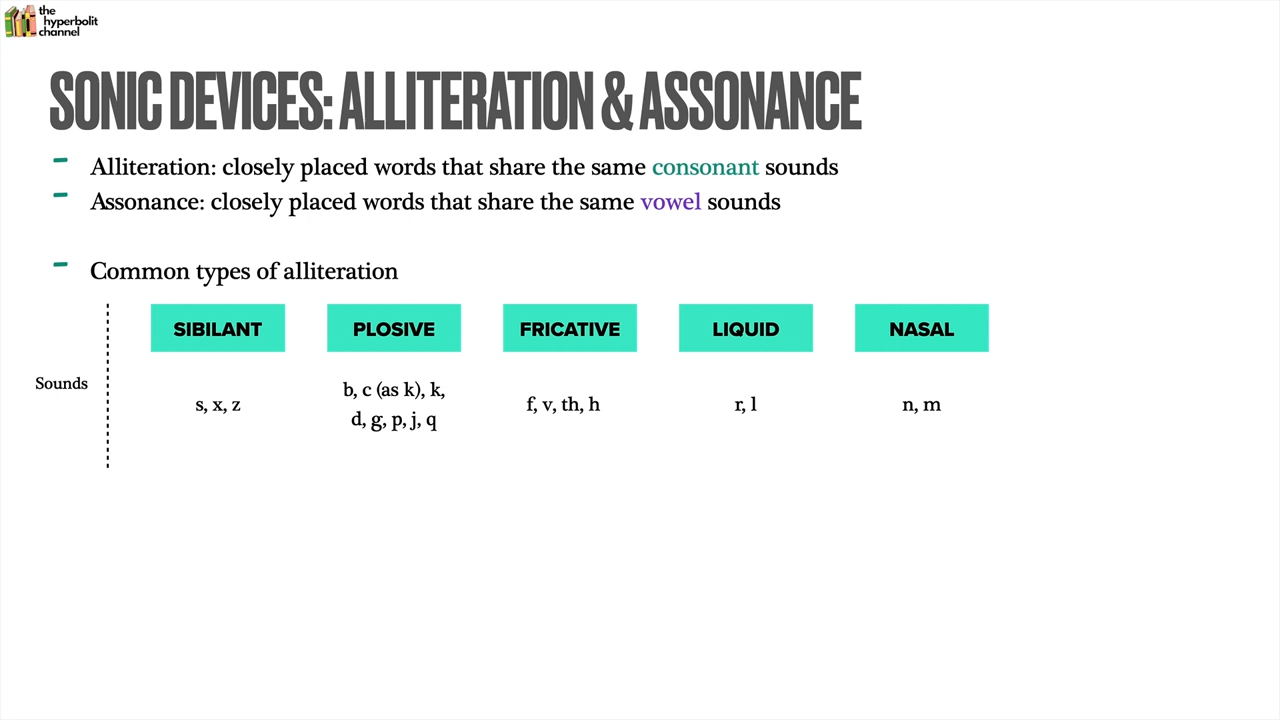 the
hyperbolit
channel
SONIC DEVICES: ALLITERATION & ASSONANCE
- Alliteration: closely placed words that share the same consonant sounds
- Assonance: closely placed words that share the same vowel sounds
- Common types of alliteration
SIBILANT PLOSIVE FRICATIVE LIQUID NASAL
Sounds
s, x, z
b, c (as k), k,
d, g, p, j, q
f, v, th, h
r, l
n, m